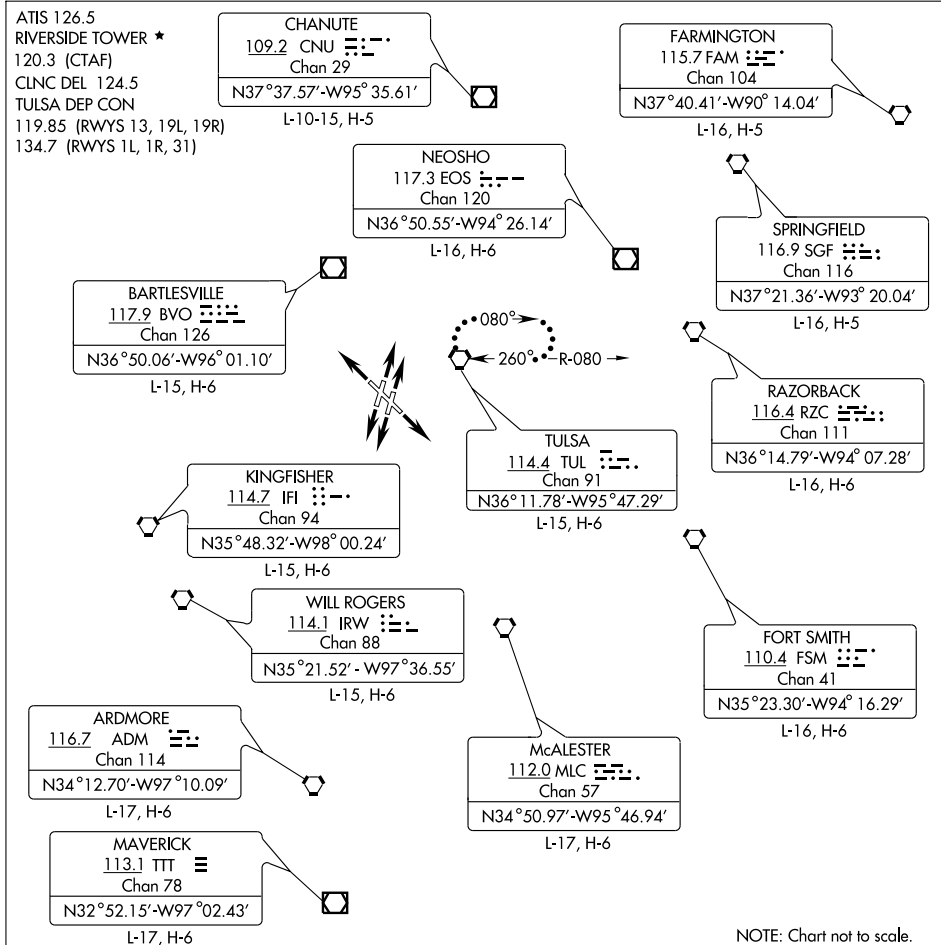 ATIS 126.5
RIVERSIDE TOWER ★
120.3 (CTAF)
CLNC DEL 124.5
TULSA DEP CON
119.85 (RWYS 13, 19L, 19R)
134.7 (RWYS 1L, 1R, 31)
CHANUTE
109.2 CNU
Chan 29
N37°37.57'-W95°35.61'
L-10-15, H-5
FARMINGTON
115.7 FAM
Chan 104
N37°40.41'-W90°14.04'
L-16, H-5
NEOSHO
117.3 EOS
Chan 120
N36°50.55'-W94°26.14'
L-16, H-6
SPRINGFIELD
116.9 SGF
Chan 116
N37°21.36'-W93°20.04'
L-16, H-5
BARTLESVILLE
117.9 BVO
Chan 126
N36°50.06'-W96°01.10'
L-15, H-6
080°
260°
R-080
RAZORBACK
116.4 RZC
Chan 111
N36°14.79'-W94°07.28'
L-16, H-6
TULSA
114.4 TUL
Chan 91
N36°11.78'-W95°47.29'
L-15, H-6
KINGFISHER
114.7 IFI
Chan 94
N35°48.32'-W98°00.24'
L-15, H-6
WILL ROGERS
114.1 IRW
Chan 88
N35°21.52' - W97°36.55'
L-15, H-6
FORT SMITH
110.4 FSM
Chan 41
N35°23.30'-W94°16.29'
L-16, H-6
ARDMORE
116.7 ADM
Chan 114
N34°12.70'-W97°10.09'
L-17, H-6
McALESTER
112.0 MLC
Chan 57
N34°50.97'-W95°46.94'
L-17, H-6
MAVERICK
113.1 TTT
Chan 78
N32°52.15'-W97°02.43'
L-17, H-6
NOTE: Chart not to scale.